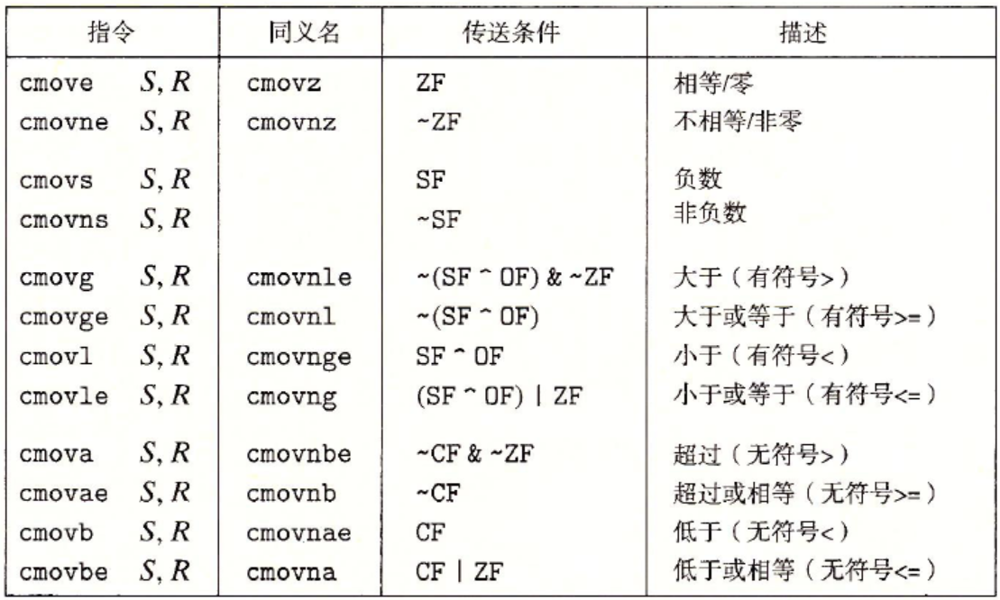 指令 同义名 传送条件 描述
cmove S, R cmovz ZF 相等/零
cmovne S, R cmovnz ~ZF 不相等/非零
cmovs S, R SF 负数
cmovns S, R ~SF 非负数
cmovg S, R cmovnle ~(SF ^ OF) & ~ZF 大于（有符号>）
cmovge S, R cmovnl ~(SF ^ OF) 大于或等于（有符号>=）
cmovl S, R cmovnge SF ^ OF 小于（有符号<）
cmovle S, R cmovng (SF ^ OF) | ZF 小于或等于（有符号<=）
cmova S, R cmovnbe ~CF & ~ZF 超过（无符号>）
cmovae S, R cmovnb ~CF 超过或相等（无符号>=）
cmovb S, R cmovnae CF 低于（无符号<）
cmovbe S, R cmovna CF | ZF 低于或相等（无符号<=）